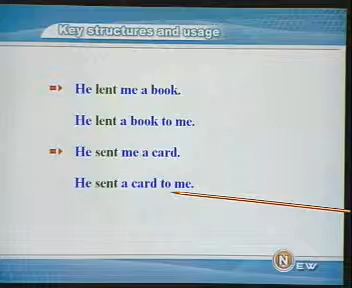 Key structures and usage
He lent me a book.
He lent a book to me.
He sent me a card.
He sent a card to me.
NEW